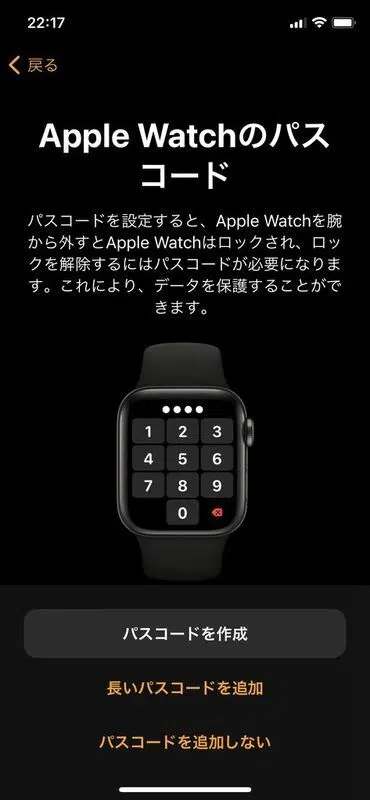 22:17
戻る
Apple Watchのパス
コード
パスコードを設定すると、Apple Watchを腕
から外すとApple Watchはロックされ、ロッ
クを解除するにはパスコードが必要になりま
す。これにより、データを保護することがで
きます。
1 2 3
4 5 6
7 8 9
0
パスコードを作成
長いパスコードを追加
パスコードを追加しない